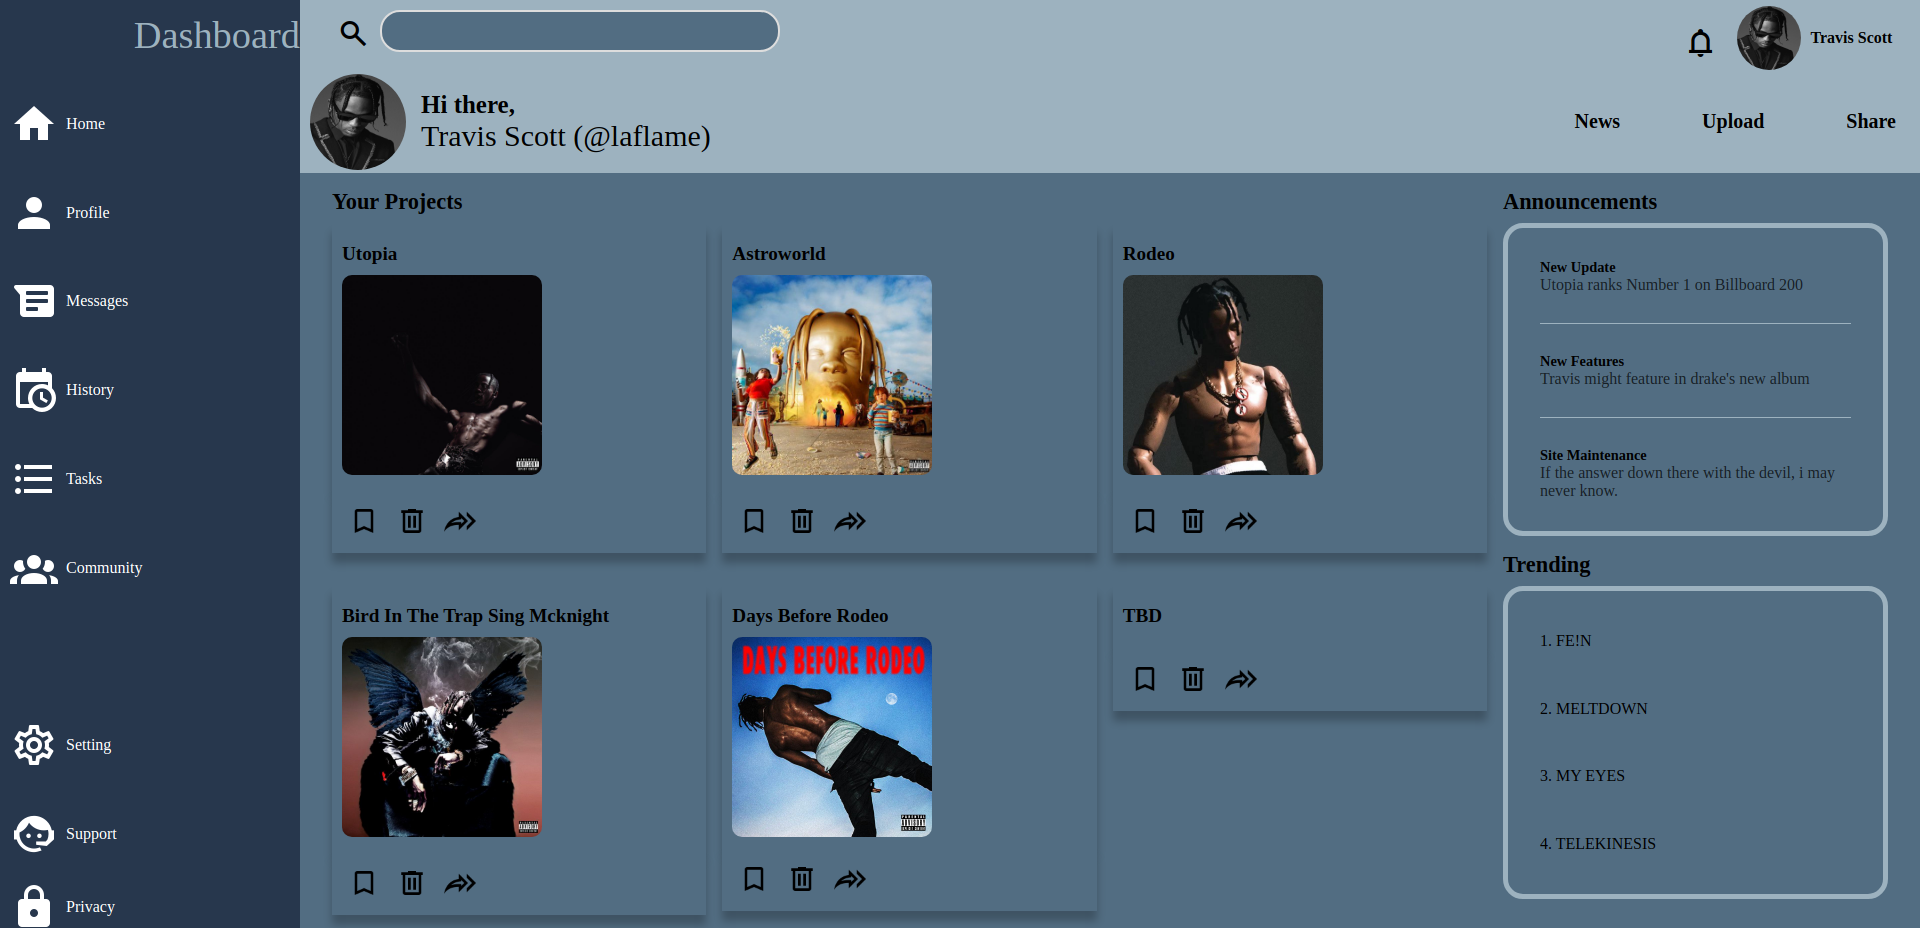 Dashboard
Home
Profile
Messages
History
Tasks
Community
Setting
Support
Privacy
Travis Scott
Hi there,
Travis Scott (@laflame)
News
Upload
Share
Your Projects
Utopia
Astroworld
Rodeo
Bird In The Trap Sing Mcknight
Days Before Rodeo
DAYS BEFORE RODEO
TBD
Announcements
New Update
Utopia ranks Number 1 on Billboard 200
New Features
Travis might feature in drake's new album
Site Maintenance
If the answer down there with the devil, i may
never know.
Trending
1. FE!N
2. MELTDOWN
3. MY EYES
4. TELEKINESIS